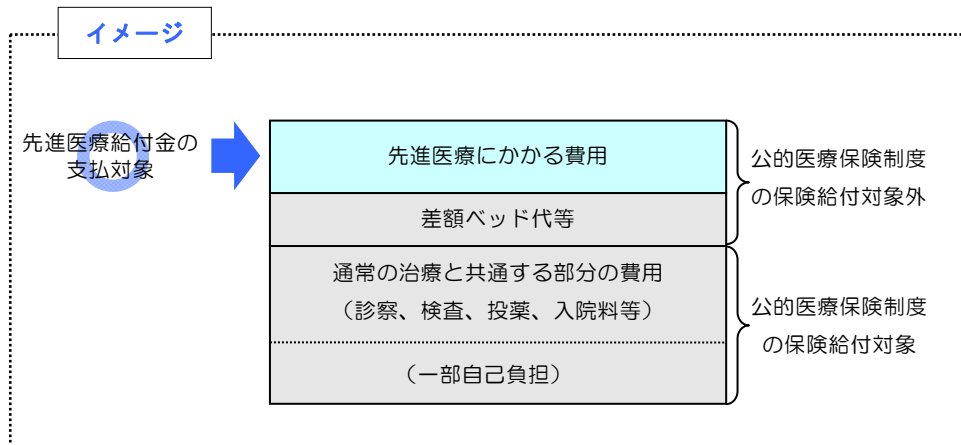 イメージ
先進医療給付金の
支払対象
先進医療にかかる費用
差額ベッド代等
公的医療保険制度
の保険給付対象外
通常の治療と共通する部分の費用
（診察、検査、投薬、入院料等）
（一部自己負担）
公的医療保険制度
の保険給付対象